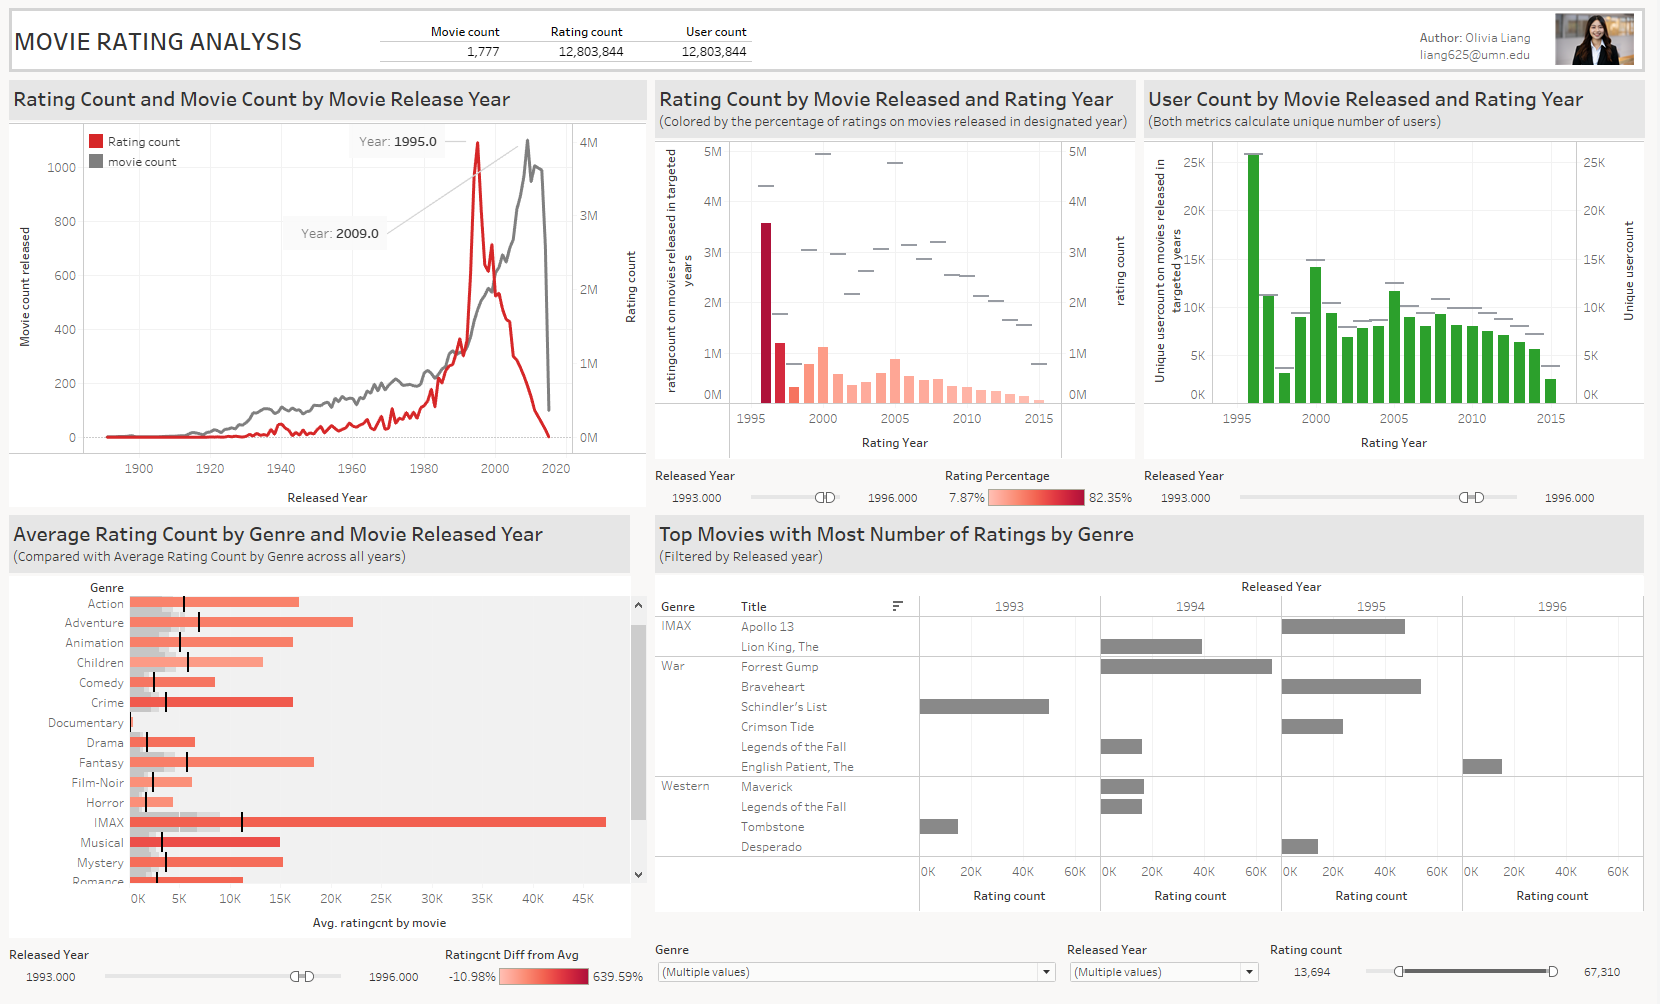 MOVIE RATING ANALYSIS
Movie count Rating count User count
1,777 12,803,844 12,803,844
Author: Olivia Liang
liang625@umn.edu
Rating Count and Movie Count by Movie Release Year
Rating count
movie count
Year: 1995.0
Year: 2009.0
Movie count released
1000
800
600
400
200
0
4M
3M
2M
1M
0M
Rating count
1900 1920 1940 1960 1980 2000 2020
Released Year
Rating Count by Movie Released and Rating Year
(Colored by the percentage of ratings on movies released in designated year)
ratingcount on movies released in targeted
years
5M
4M
3M
2M
1M
0M
5M
4M
3M
2M
1M
0M
rating count
1995 2000 2005 2010 2015
Rating Year
Released Year
1993.000 1996.000
Rating Percentage
7.87% 82.35%
User Count by Movie Released and Rating Year
(Both metrics calculate unique number of users)
Unique usercount on movies released in
targeted years
25K
20K
15K
10K
5K
0K
25K
20K
15K
10K
5K
0K
Unique usercount
1995 2000 2005 2010 2015
Rating Year
Released Year
1993.000 1996.000
Average Rating Count by Genre and Movie Released Year
(Compared with Average Rating Count by Genre across all years)
Genre
Action
Adventure
Animation
Children
Comedy
Crime
Documentary
Drama
Fantasy
Film-Noir
Horror
IMAX
Musical
Mystery
Romance
0K 5K 10K 15K 20K 25K 30K 35K 40K 45K
Avg. ratingcnt by movie
Released Year
1993.000 1996.000
Ratingcnt Diff from Avg
-10.98% 639.59%
Top Movies with Most Number of Ratings by Genre
(Filtered by Released year)
Released Year
Genre Title 1993 1994 1995 1996
IMAX Apollo 13
Lion King, The
War Forrest Gump
Braveheart
Schindler's List
Crimson Tide
Legends of the Fall
English Patient, The
Western Maverick
Legends of the Fall
Tombstone
Desperado
0K 20K 40K 60K 0K 20K 40K 60K 0K 20K 40K 60K 0K 20K 40K 60K
Rating count Rating count Rating count Rating count
Genre
(Multiple values)
Released Year
(Multiple values)
Rating count
13,694 67,310